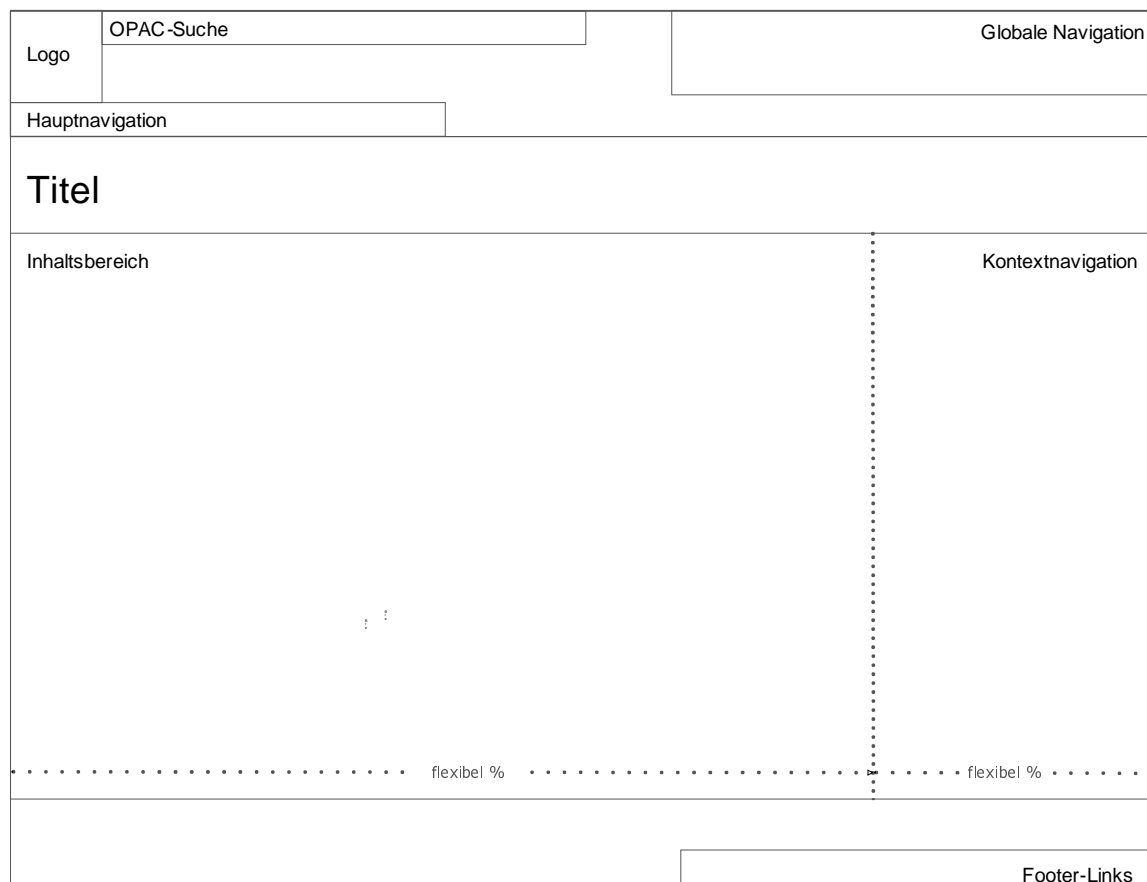 OPAC-Suche
Globale Navigation
Logo
Hauptnavigation
Titel
Inhaltsbereich
Kontextnavigation
flexibel %
flexibel %
Footer-Links